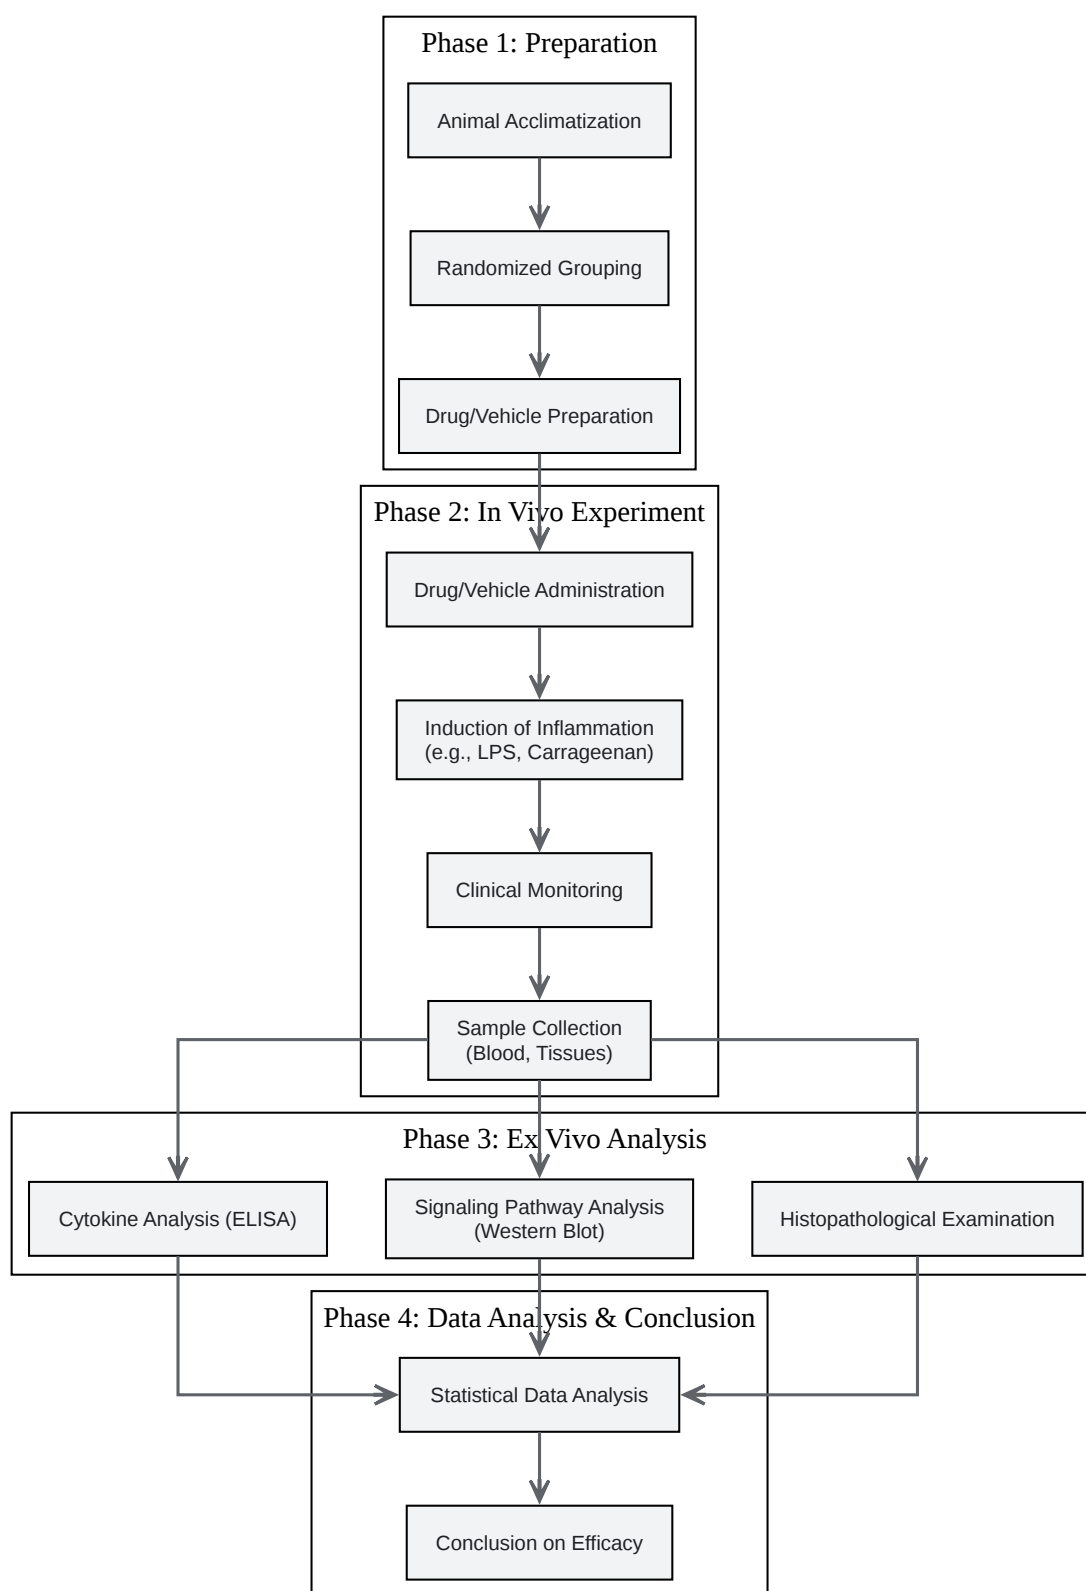 Phase 1: Preparation
Animal Acclimatization
Randomized Grouping
Drug/Vehicle Preparation
Phase 2: In Vivo Experiment
Drug/Vehicle Administration
Induction of Inflammation
(e.g., LPS, Carrageenan)
Clinical Monitoring
Sample Collection
(Blood, Tissues)
Phase 3: Ex Vivo Analysis
Cytokine Analysis (ELISA)
Signaling Pathway Analysis
(Western Blot)
Histopathological Examination
Phase 4: Data Analysis & Conclusion
Statistical Data Analysis
Conclusion on Efficacy